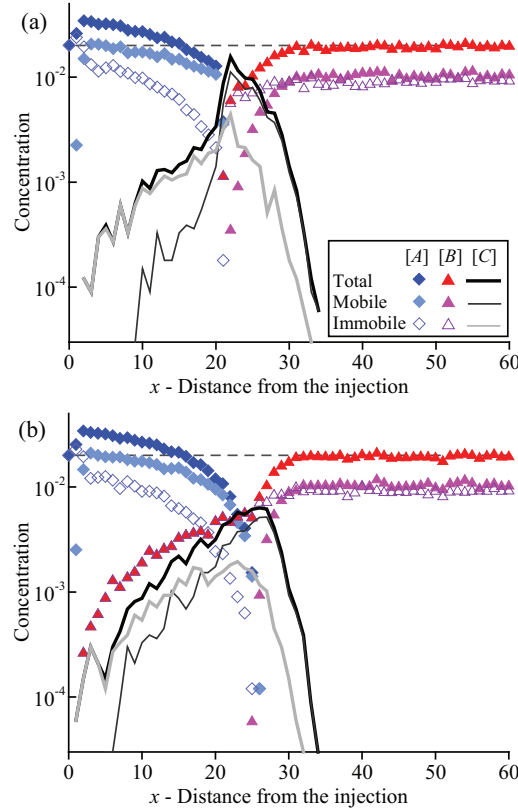 (a)
10⁻²
10⁻³
10⁻⁴
Concentration
0 10 20 30 40 50 60
x - Distance from the injection
[A] [B] [C]
Total
Mobile
Immobile
(b)
10⁻²
10⁻³
10⁻⁴
Concentration
0 10 20 30 40 50 60
x - Distance from the injection